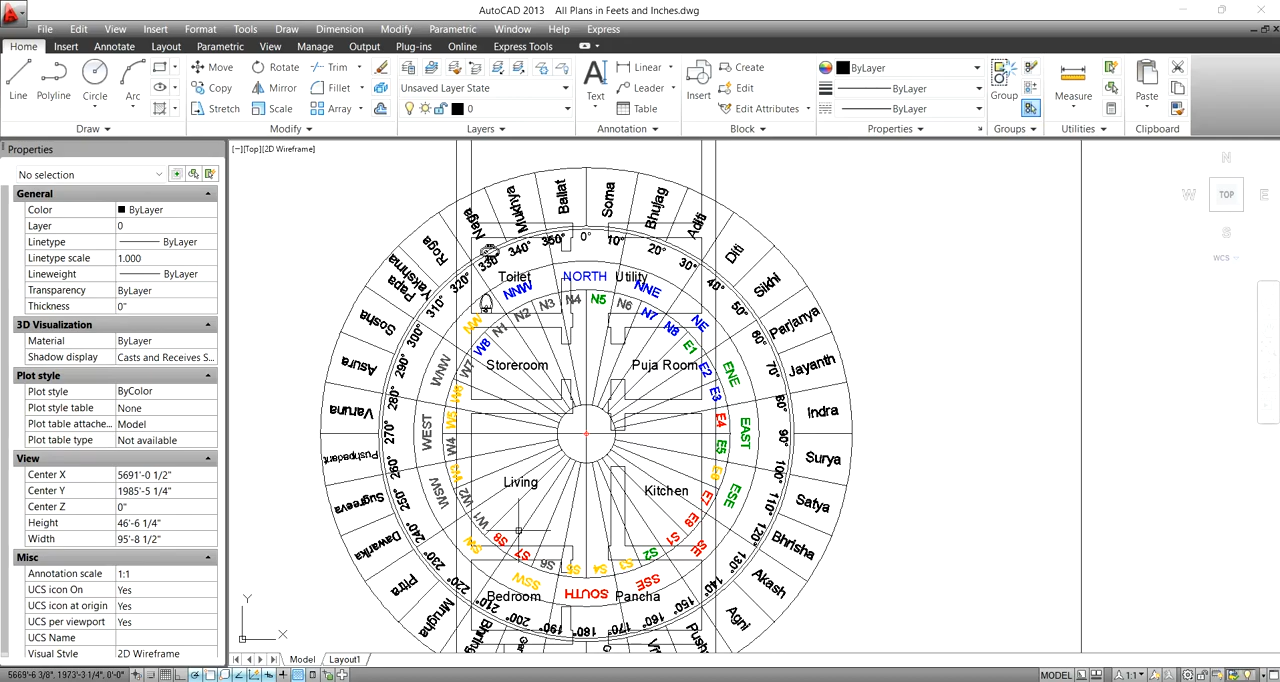 AutoCAD 2013 All Plans in Feets and Inches.dwg
File Edit View Insert Format Tools Draw Dimension Modify Parametric Window Help Express
Home Insert Annotate Layout Parametric View Manage Output Plug-ins Online Express Tools
Line Polyline Circle Arc
Move Rotate Trim
Copy Mirror Fillet
Stretch Scale Array
Unsaved Layer State
0
Text
Linear
Leader
Table
Insert
Create
Edit
Edit Attributes
ByLayer
ByLayer
ByLayer
Group
Measure
Paste
Draw Modify Layers Annotation Block Properties Groups Utilities Clipboard
Properties
No selection
General
Color ByLayer
Layer 0
Linetype ByLayer
Linetype scale 1.000
Lineweight ByLayer
Transparency ByLayer
Thickness 0"
3D Visualization
Material ByLayer
Shadow display Casts and Receives S...
Plot style
Plot style ByColor
Plot style table None
Plot table attache... Model
Plot table type Not available
View
Center X 5691'-0 1/2"
Center Y 1985'-5 1/4"
Center Z 0"
Height 46'-6 1/4"
Width 95'-8 1/2"
Misc
Annotation scale 1:1
UCS icon On Yes
UCS icon at origin Yes
UCS per viewport Yes
UCS Name
Visual Style 2D Wireframe
[−][Top][2D Wireframe]
N
W TOP E
S
WCS
Ballat Soma Bhujag Aditi Diti Sikhi Parjanya Jayanth Indra Surya Satya Bhrisha Akash Agni
Mrugha Pitra Dawarika Sugreeva Pushpadant Varuna Asura Sosha Papa Yakshma Roga Naga Mukhya
0° 10° 20° 30° 40° 50° 60° 70° 80° 90° 100° 110° 120° 130° 140° 150° 160° 170° 180° 190° 200° 210° 220° 230° 240° 250° 260° 270° 280° 290° 300° 310° 320° 330° 340° 350°
NORTH NNE NE ENE EAST ESE SE SSE SOUTH SSW SW WSW WEST WNW NW NNW
N1 N2 N3 N4 N5 N6 N7 N8
E1 E2 E3 E4 E5 E6 E7 E8
S1 S2 S3 S4 S5 S6 S7 S8
W1 W2 W3 W4 W5 W6 W7 W8
Toilet Utility
Storeroom Puja Room
Living Kitchen
Bedroom Pancha
Y
X
Model Layout1
5669'-6 3/8", 1973'-3 1/4", 0'-0"
MODEL 1:1